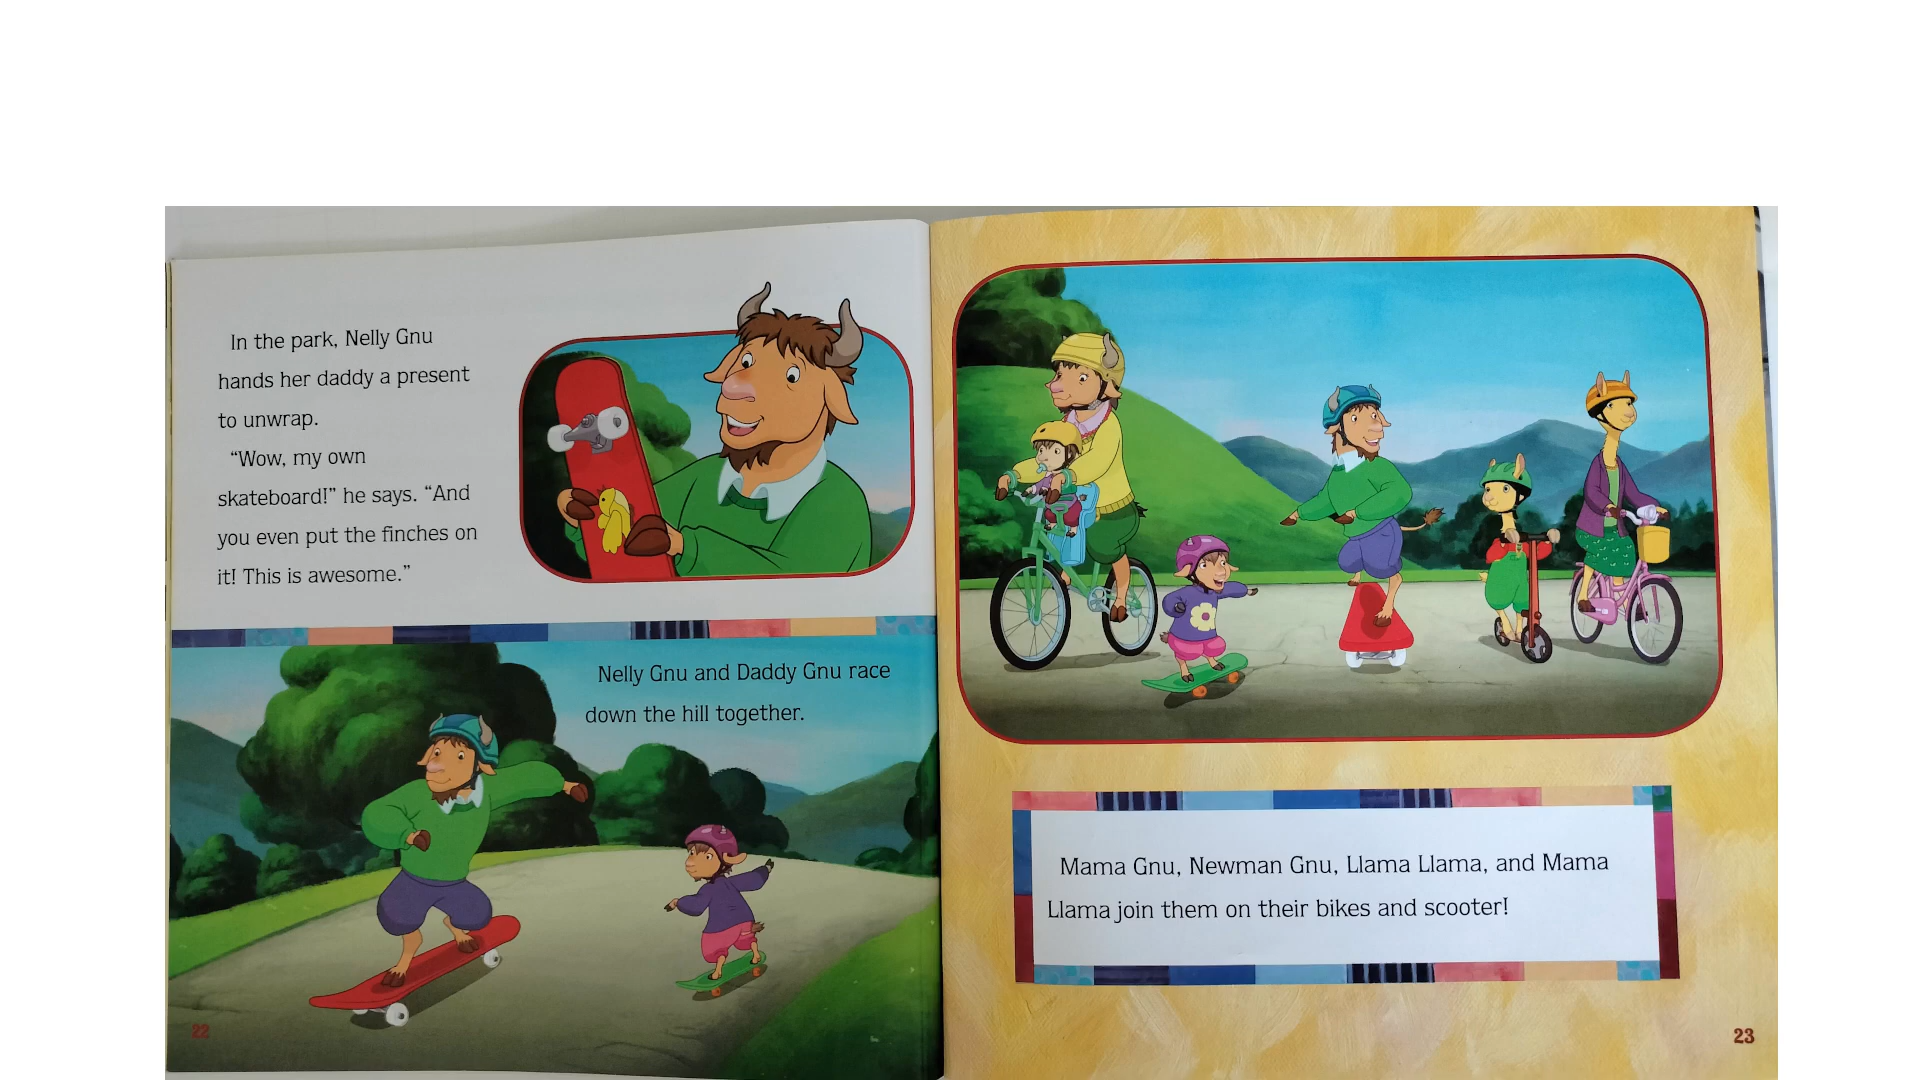 In the park, Nelly Gnu
hands her daddy a present
to unwrap.
“Wow, my own
skateboard!” he says. “And
you even put the finches on
it! This is awesome.”
Nelly Gnu and Daddy Gnu race
down the hill together.
22
Mama Gnu, Newman Gnu, Llama Llama, and Mama
Llama join them on their bikes and scooter!
23